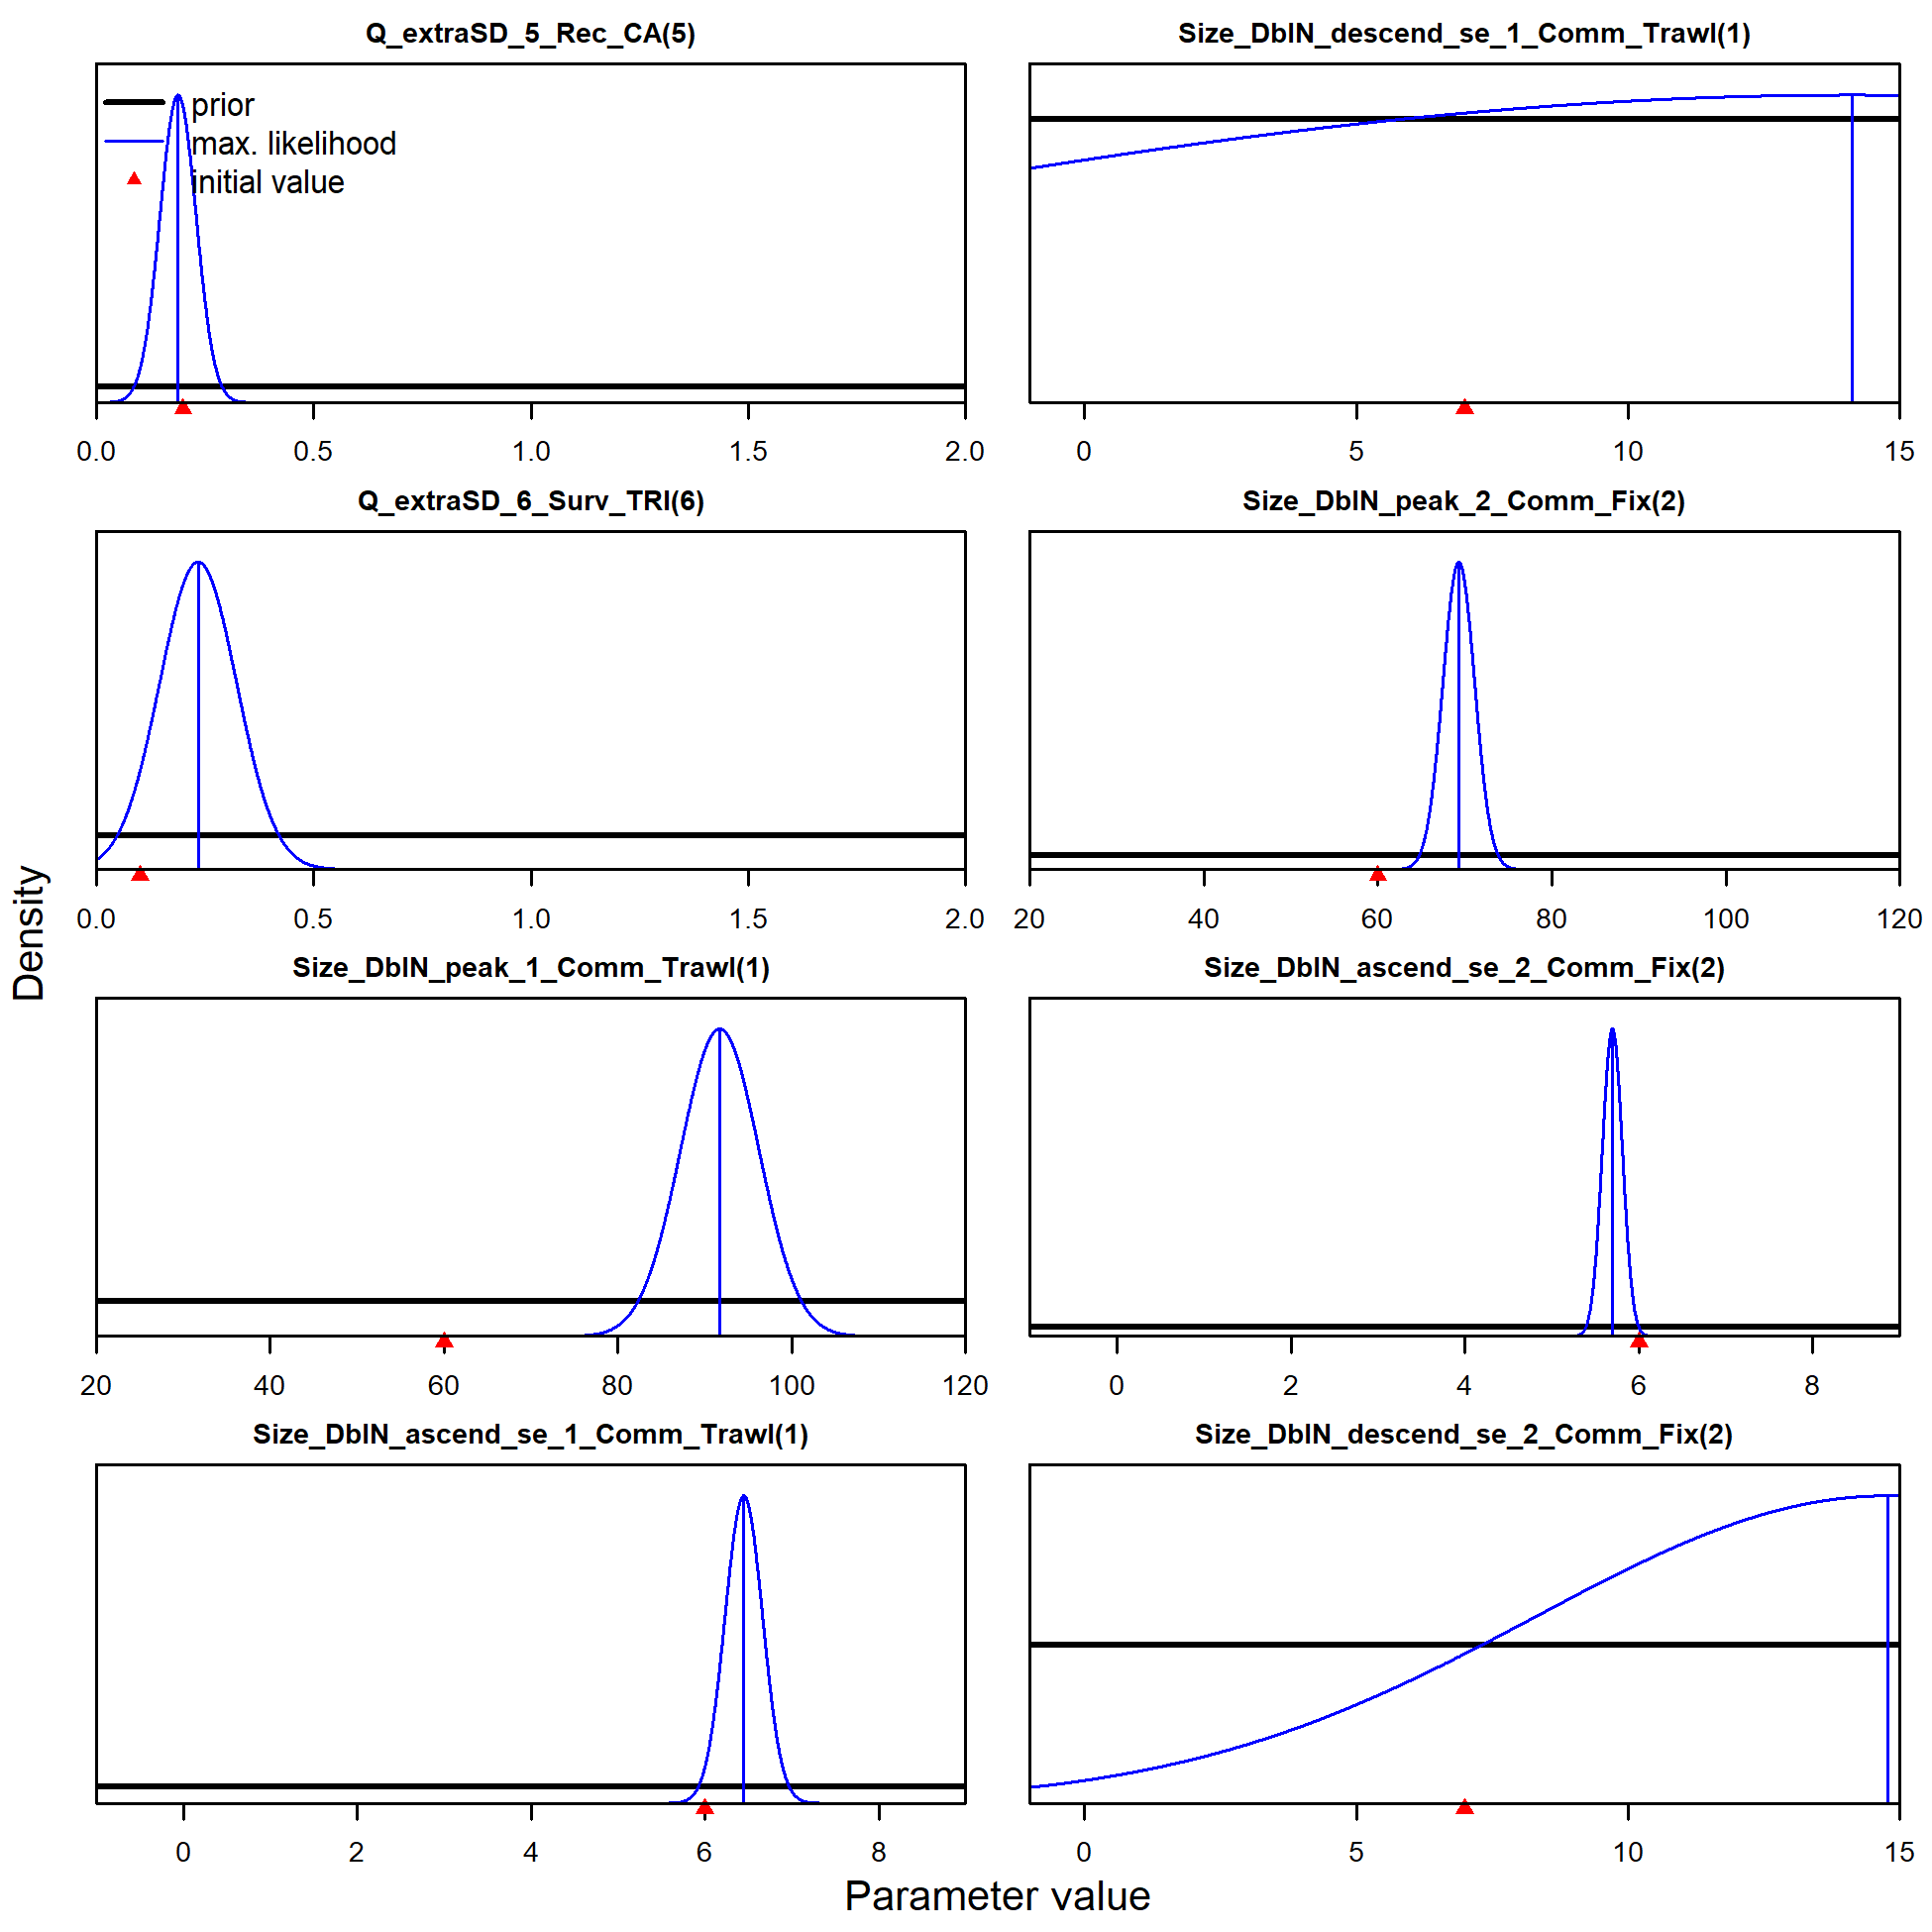 Q_extraSD_5_Rec_CA(5)
prior
max. likelihood
initial value
0.0 0.5 1.0 1.5 2.0
Size_DblN_descend_se_1_Comm_Trawl(1)
0 5 10 15
Q_extraSD_6_Surv_TRI(6)
0.0 0.5 1.0 1.5 2.0
Size_DblN_peak_2_Comm_Fix(2)
20 40 60 80 100 120
Size_DblN_peak_1_Comm_Trawl(1)
20 40 60 80 100 120
Size_DblN_ascend_se_2_Comm_Fix(2)
0 2 4 6 8
Size_DblN_ascend_se_1_Comm_Trawl(1)
0 2 4 6 8
Size_DblN_descend_se_2_Comm_Fix(2)
0 5 10 15
Density
Parameter value